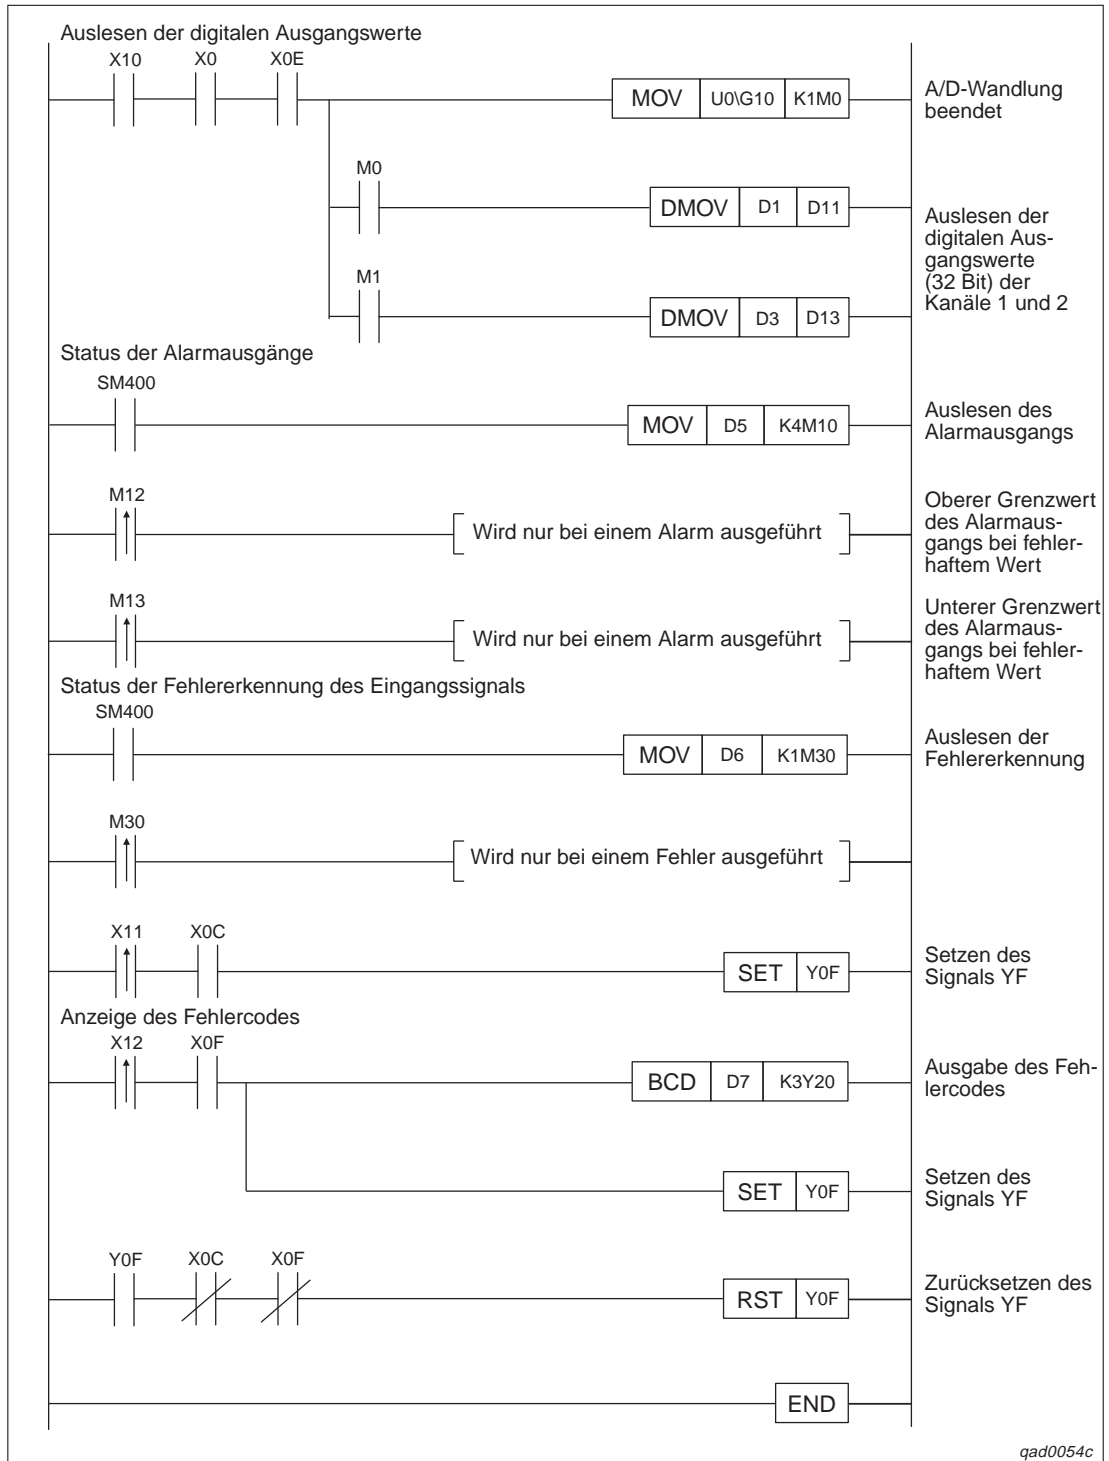 Auslesen der digitalen Ausgangswerte
X10 X0 X0E
MOV U0\G10 K1M0
A/D-Wandlung
beendet
M0
DMOV D1 D11
Auslesen der
digitalen Aus-
gangswerte
(32 Bit) der
Kanäle 1 und 2
M1
DMOV D3 D13
Status der Alarmausgänge
SM400
MOV D5 K4M10
Auslesen des
Alarmausgangs
M12
Wird nur bei einem Alarm ausgeführt
Oberer Grenzwert
des Alarmaus-
gangs bei fehler-
haftem Wert
M13
Wird nur bei einem Alarm ausgeführt
Unterer Grenzwert
des Alarmaus-
gangs bei fehler-
haftem Wert
Status der Fehlererkennung des Eingangssignals
SM400
MOV D6 K1M30
Auslesen der
Fehlererkennung
M30
Wird nur bei einem Fehler ausgeführt
X11 X0C
SET Y0F
Setzen des
Signals YF
Anzeige des Fehlercodes
X12 X0F
BCD D7 K3Y20
Ausgabe des Feh-
lercodes
SET Y0F
Setzen des
Signals YF
Y0F X0C X0F
RST Y0F
Zurücksetzen des
Signals YF
END
qad0054c